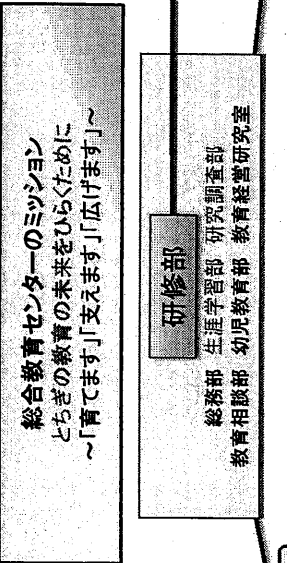 総合教育センターのミッション
とちぎの教育の未来をひらくために
～「育てます」「支えます」「広げます」～
研修部
総務部 生涯学習部 研究調査部
教育相談部 幼児教育部 教育経営研究室